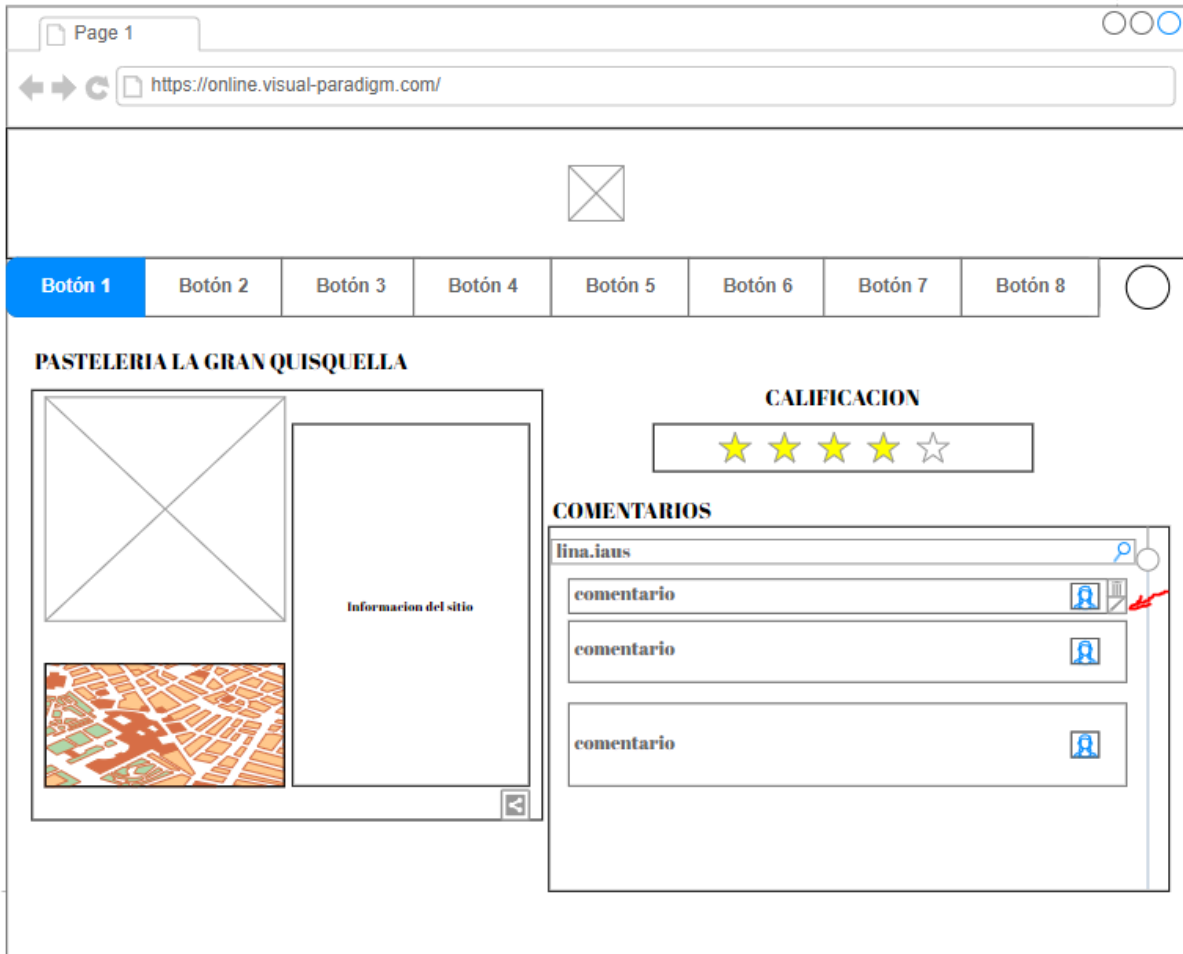 Page 1
https://online.visual-paradigm.com/
Botón 1 Botón 2 Botón 3 Botón 4 Botón 5 Botón 6 Botón 7 Botón 8
PASTELERIA LA GRAN QUISQUELLA
CALIFICACION
Informacion del sitio
COMENTARIOS
lina.iaus
comentario
comentario
comentario